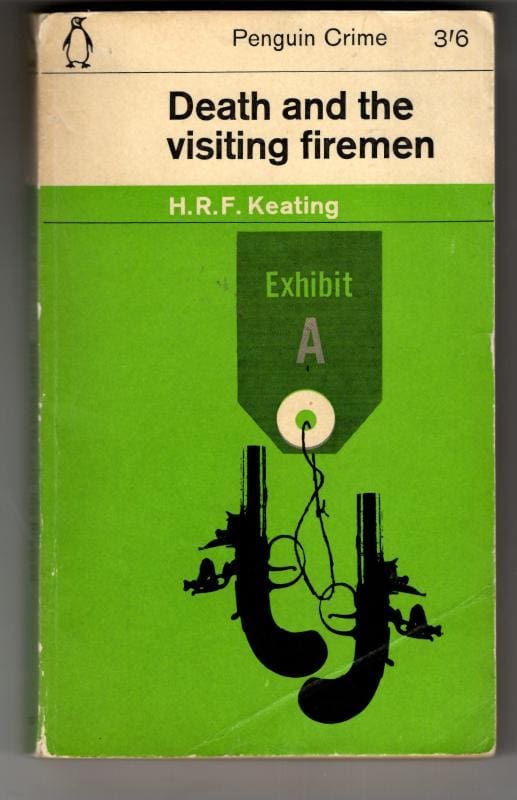 Penguin Crime 3'6
Death and the
visiting firemen
H.R.F. Keating
Exhibit
A